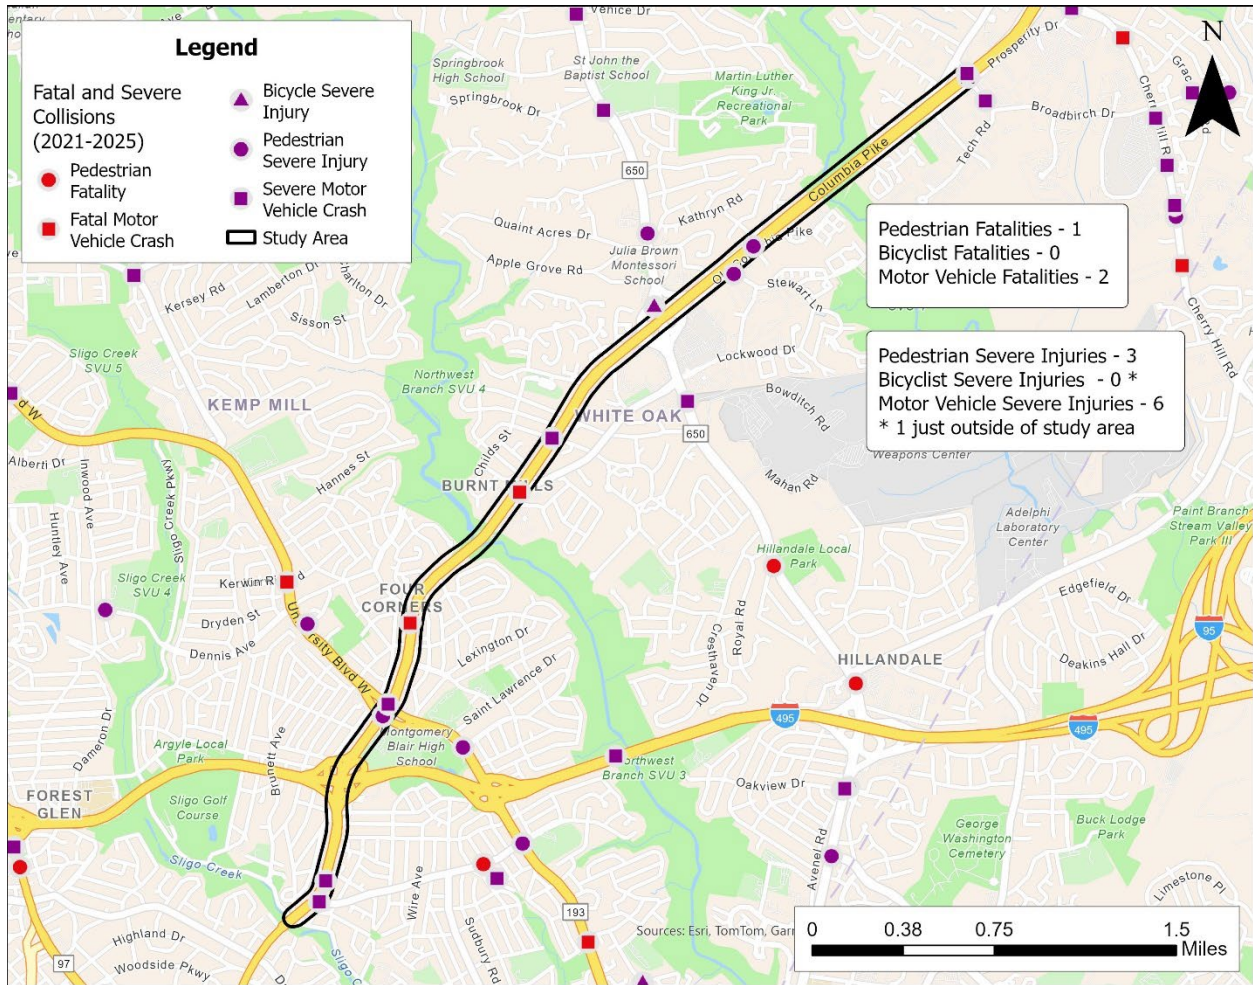 Legend
Fatal and Severe
Collisions
(2021-2025)
Pedestrian
Fatality
Fatal Motor
Vehicle Crash
Bicycle Severe
Injury
Pedestrian
Severe Injury
Severe Motor
Vehicle Crash
Study Area
N
Venice Dr
Springbrook
High School
St John the
Baptist School
Springbrook Dr
Martin Luther
King Jr.
Recreational
Park
Prosperity Dr
Broadbirch Dr
Tech Rd
Columbia Pike
650
Kathryn Rd
Quaint Acres Dr
Julia Brown
Montessori
School
Apple Grove Rd
Stewart Ln
Lockwood Dr
Kersey Rd
Lamberton Dr
Charlton Dr
Sisson St
Pedestrian Fatalities - 1
Bicyclist Fatalities - 0
Motor Vehicle Fatalities - 2
Pedestrian Severe Injuries - 3
Bicyclist Severe Injuries - 0 *
Motor Vehicle Severe Injuries - 6
* 1 just outside of study area
Cherry Hill Rd
Sligo Creek
SVU 5
Northwest
Branch SVU 4
KEMP MILL
WHITE OAK
Bowditch Rd
650
Weapons Center
Mahan Rd
Alberti Dr
Inwood Ave
Sligo Creek Pkwy
Hannes St
Childs St
BURNT MILLS
Huntley Ave
Adelphi
Laboratory
Center
Paint Branch
Stream Valley
Park III
Hillandale Local
Park
Sligo Creek
SVU 4
FOUR
CORNERS
Edgefield Dr
95
Dryden St
Dennis Ave
University Blvd W
Lexington Dr
Saint Lawrence Dr
Royal Rd
Cresthaven Dr
HILLANDALE
Deakins Hall Dr
495
495
Dameron Dr
Argyle Local
Park
Brunett Ave
Montgomery
Blair High
School
Northwest
Branch SVU 3
Oakview Dr
FOREST
GLEN
Sligo Golf
Course
Sligo Creek
George
Washington
Cemetery
Buck Lodge
Park
Avenel Rd
Wire Ave
Sudbury Rd
193
Limestone Pl
Highland Dr
Woodside Pkwy
97
Sources: Esri, TomTom, Garr
0 0.38 0.75 1.5
Miles